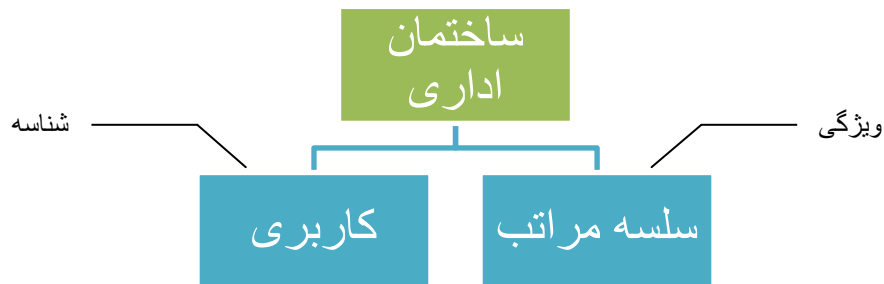 ساختمان
اداری
ویژگی
شناسه
سلسه مراتب
کاربری